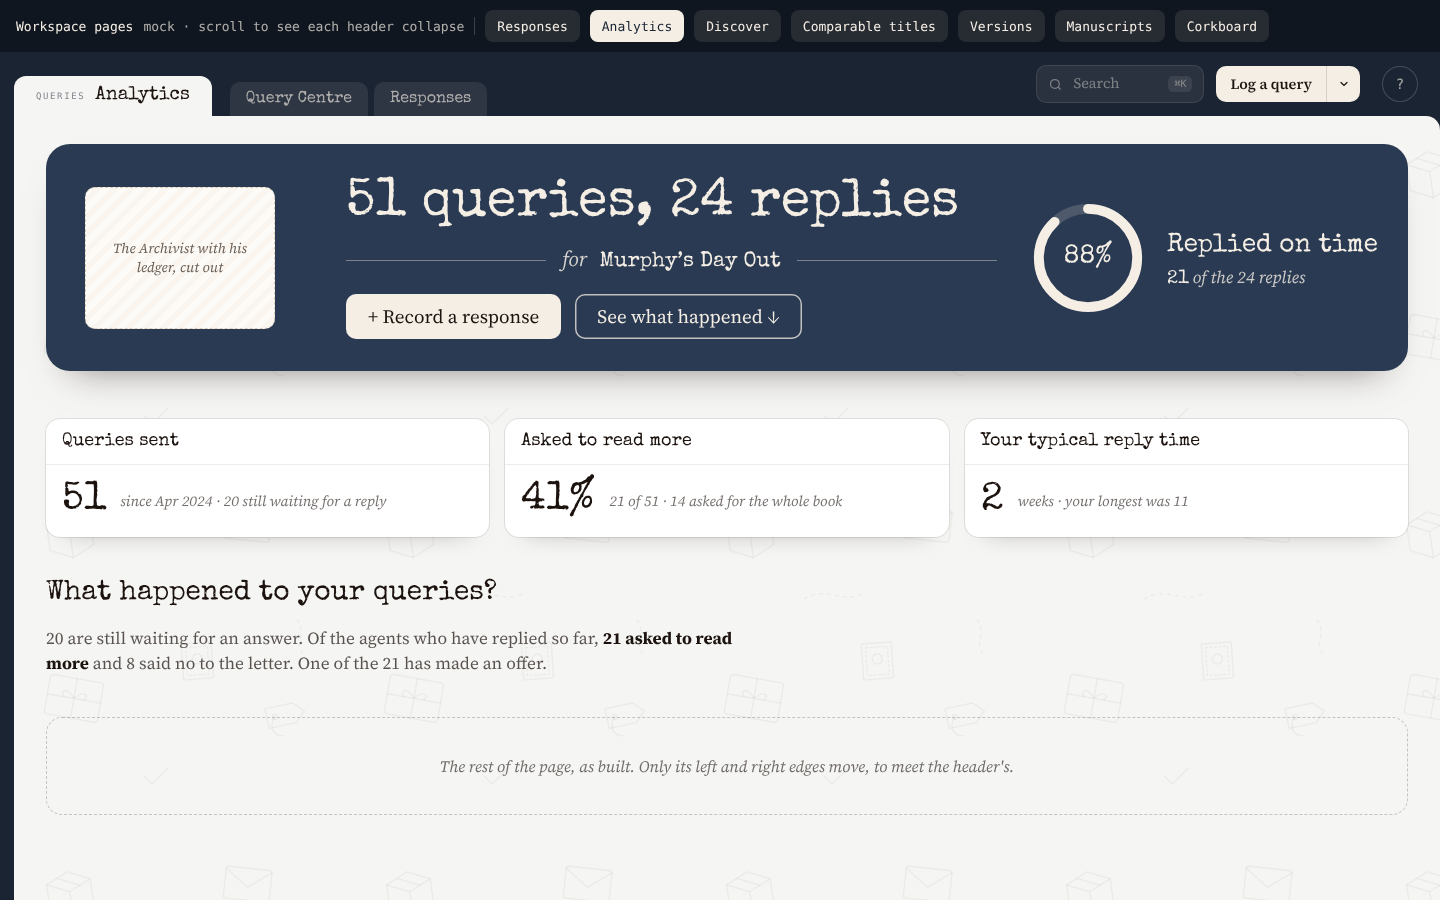 Workspace pages mock · scroll to see each header collapse Responses Analytics Discover Comparable titles Versions Manuscripts Corkboard
QUERIES Analytics Query Centre Responses Search ⌘K Log a query ?
The Archivist with his
ledger, cut out
51 queries, 24 replies
for Murphy's Day Out
+ Record a response See what happened ↓
88%
Replied on time
21 of the 24 replies
Queries sent
51 since Apr 2024 · 20 still waiting for a reply
Asked to read more
41% 21 of 51 · 14 asked for the whole book
Your typical reply time
2 weeks · your longest was 11
What happened to your queries?
20 are still waiting for an answer. Of the agents who have replied so far, 21 asked to read
more and 8 said no to the letter. One of the 21 has made an offer.
The rest of the page, as built. Only its left and right edges move, to meet the header's.